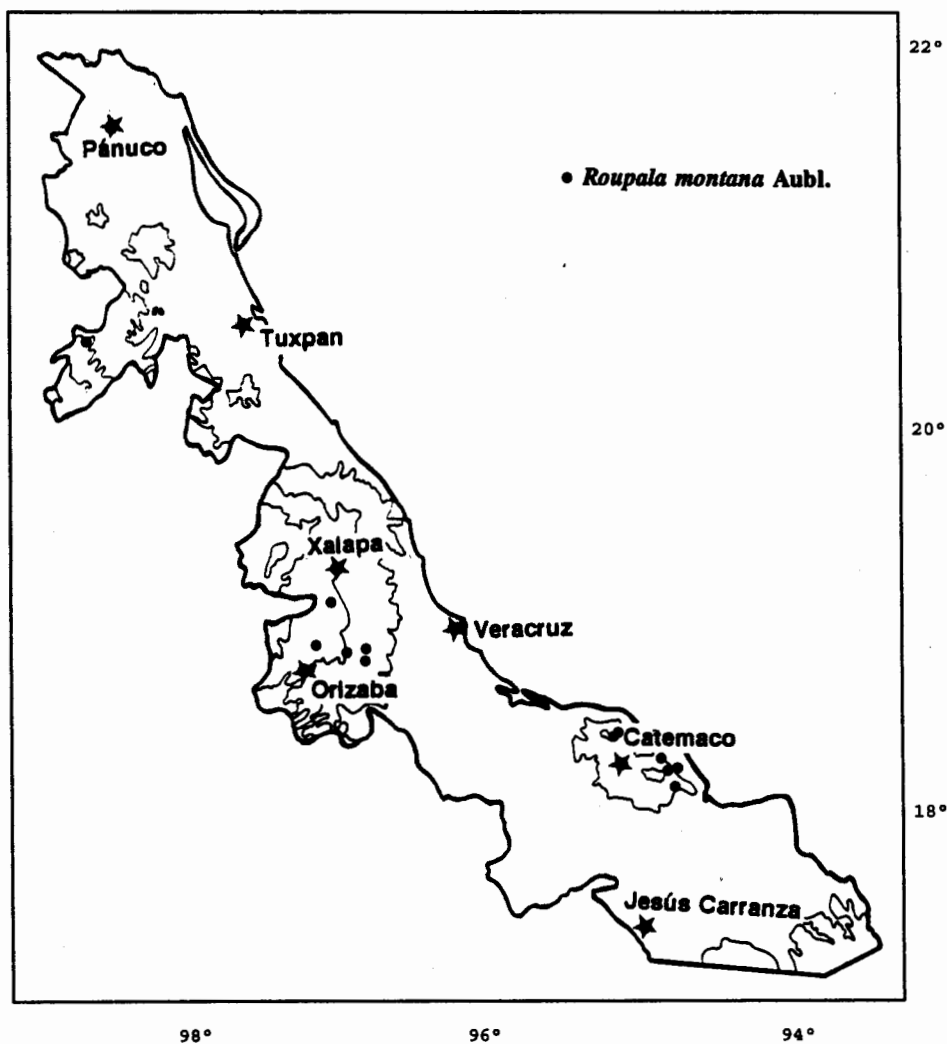 22°
Pánuco
• Roupala montana Aubl.
Tuxpan
20°
Xalapa
Veracruz
Orizaba
Catemaco
18°
Jesús Carranza
98°
96°
94°